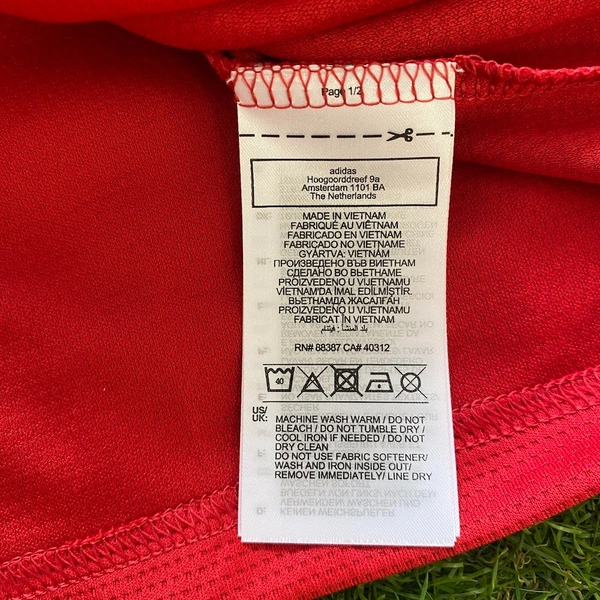 Page 1/2
adidas
Hoogoorddreef 9a
Amsterdam 1101 BA
The Netherlands
MADE IN VIETNAM
FABRIQUÉ AU VIÊTNAM
FABRICADO EN VIETNAM
FABRICADO NO VIETNAME
GYÁRTVA: VIETNÁM
ПРОИЗВЕДЕНО ВЪВ ВИЕТНАМ
СДЕЛАНО ВО ВЬЕТНАМЕ
PROIZVEDENO U VIJETNAMU
VIETNAM'DA İMAL EDİLMİŞTİR.
ВЬЕТНАМДА ЖАСАЛҒАН
PROIZVEDENO U VIJETNAMU
FABRICAT ÎN VIETNAM
بلد المنشأ : فيتنام
RN# 88387 CA# 40312
40
US/
UK: MACHINE WASH WARM / DO NOT
BLEACH / DO NOT TUMBLE DRY /
COOL IRON IF NEEDED / DO NOT
DRY CLEAN
DO NOT USE FABRIC SOFTENER/
WASH AND IRON INSIDE OUT/
REMOVE IMMEDIATELY/ LINE DRY